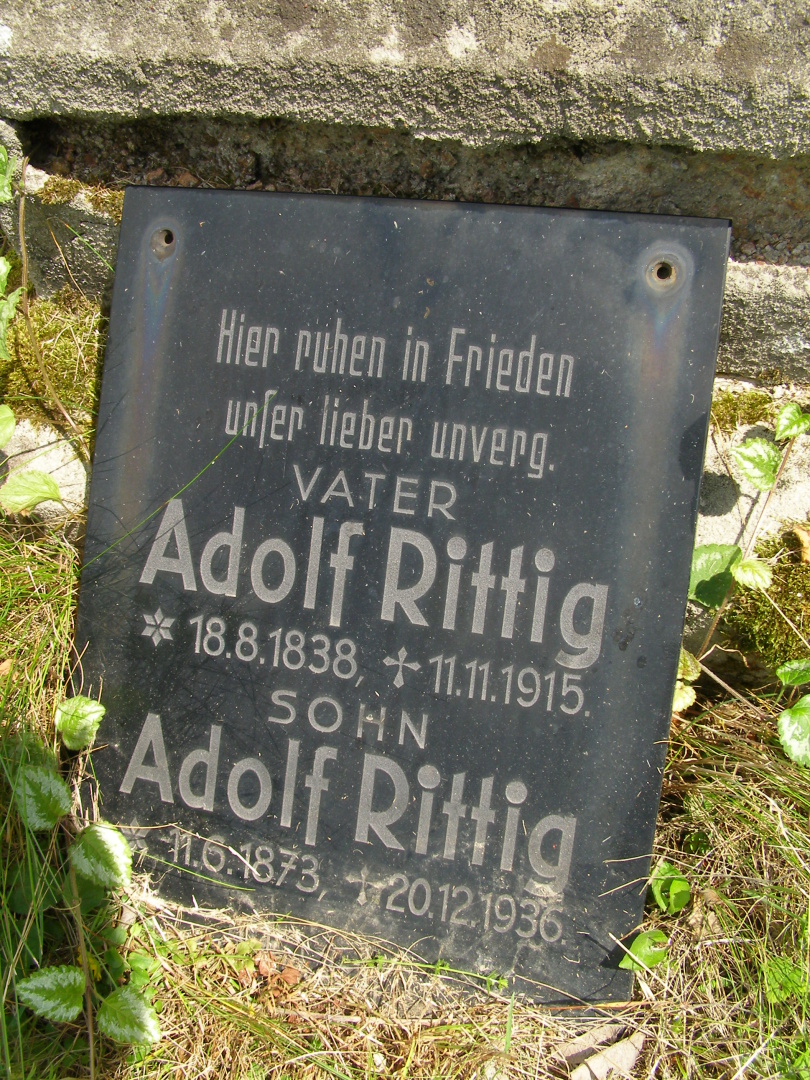 Hier ruhen in Frieden
unſer lieber unverg.
VATER
Adolf Rittig
* 18.8.1838, ✝ 11.11.1915.
SOHN
Adolf Rittig
* 11.6.1873, ✝ 20.12.1936.